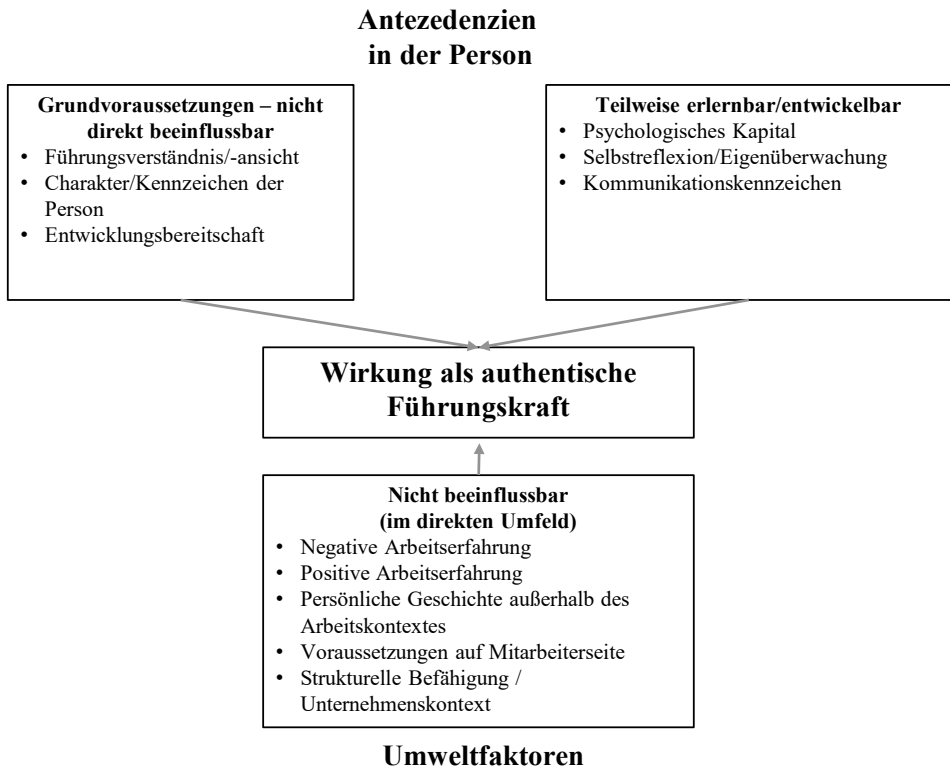 Antezedenzien
in der Person
Grundvoraussetzungen – nicht
direkt beeinflussbar
• Führungsverständnis/-ansicht
• Charakter/Kennzeichen der
Person
• Entwicklungsbereitschaft
Teilweise erlernbar/entwickelbar
• Psychologisches Kapital
• Selbstreflexion/Eigenüberwachung
• Kommunikationskennzeichen
Wirkung als authentische
Führungskraft
Nicht beeinflussbar
(im direkten Umfeld)
• Negative Arbeitserfahrung
• Positive Arbeitserfahrung
• Persönliche Geschichte außerhalb des
Arbeitskontextes
• Voraussetzungen auf Mitarbeiterseite
• Strukturelle Befähigung /
Unternehmenskontext
Umweltfaktoren